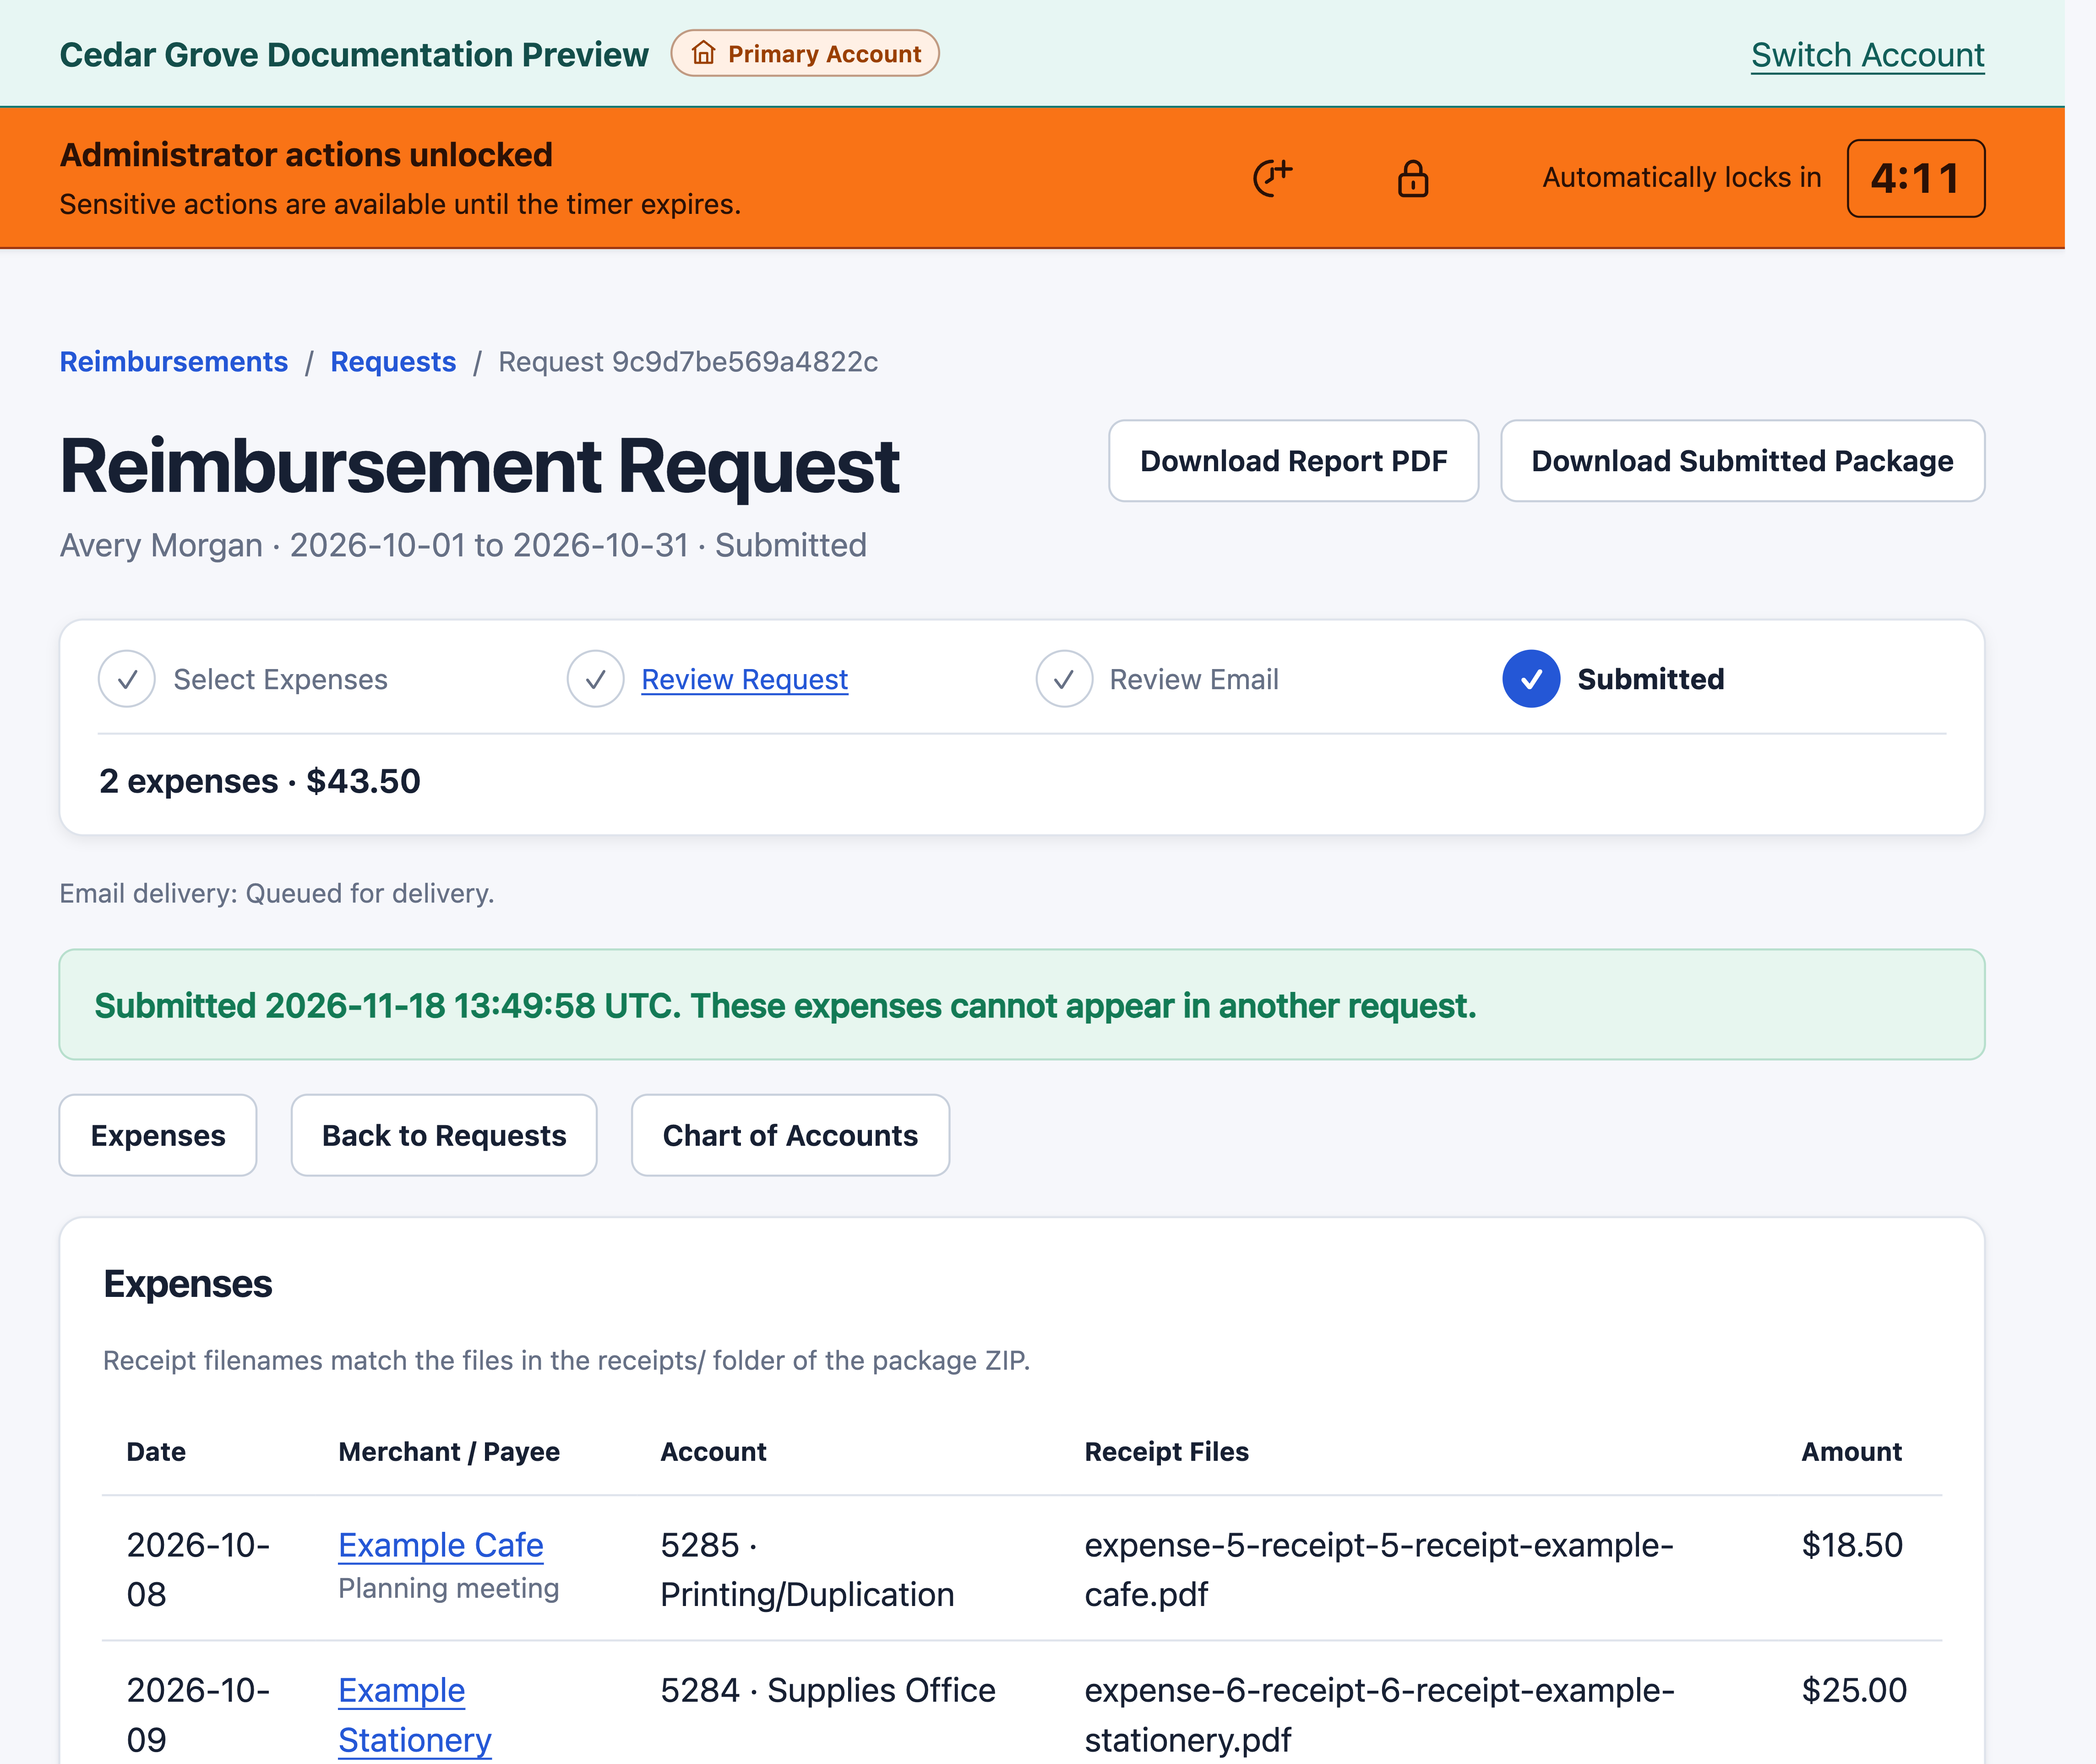 Cedar Grove Documentation Preview
Primary Account
Switch Account
Administrator actions unlocked
Sensitive actions are available until the timer expires.
Automatically locks in
4:11
Reimbursements / Requests / Request 9c9d7be569a4822c
Reimbursement Request
Download Report PDF
Download Submitted Package
Avery Morgan · 2026-10-01 to 2026-10-31 · Submitted
Select Expenses
Review Request
Review Email
Submitted
2 expenses · $43.50
Email delivery: Queued for delivery.
Submitted 2026-11-18 13:49:58 UTC. These expenses cannot appear in another request.
Expenses
Back to Requests
Chart of Accounts
Expenses
Receipt filenames match the files in the receipts/ folder of the package ZIP.
Date
Merchant / Payee
Account
Receipt Files
Amount
2026-10-
08
Example Cafe
Planning meeting
5285 ·
Printing/Duplication
expense-5-receipt-5-receipt-example-
cafe.pdf
$18.50
2026-10-
09
Example
Stationery
5284 · Supplies Office
expense-6-receipt-6-receipt-example-
stationery.pdf
$25.00